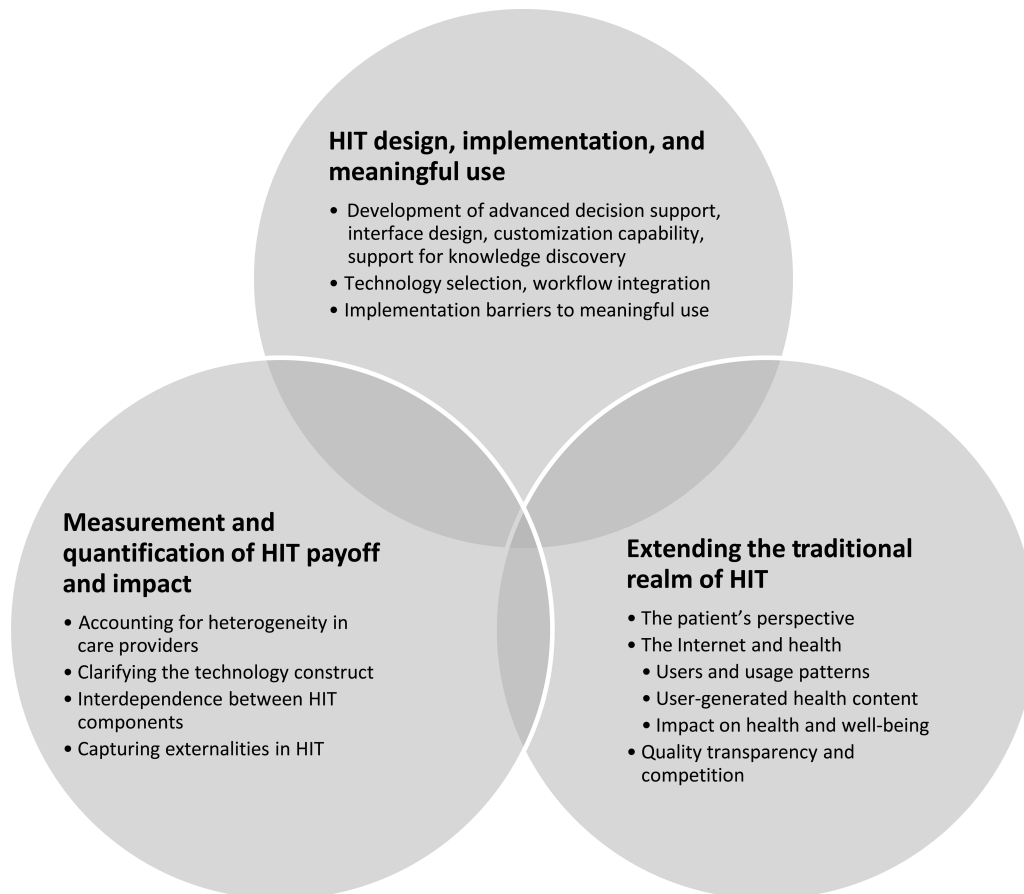 HIT design, implementation, and
meaningful use
• Development of advanced decision support,
interface design, customization capability,
support for knowledge discovery
• Technology selection, workflow integration
• Implementation barriers to meaningful use
Measurement and
quantification of HIT payoff
and impact
• Accounting for heterogeneity in
care providers
• Clarifying the technology construct
• Interdependence between HIT
components
• Capturing externalities in HIT
Extending the traditional
realm of HIT
• The patient’s perspective
• The Internet and health
• Users and usage patterns
• User-generated health content
• Impact on health and well-being
• Quality transparency and
competition